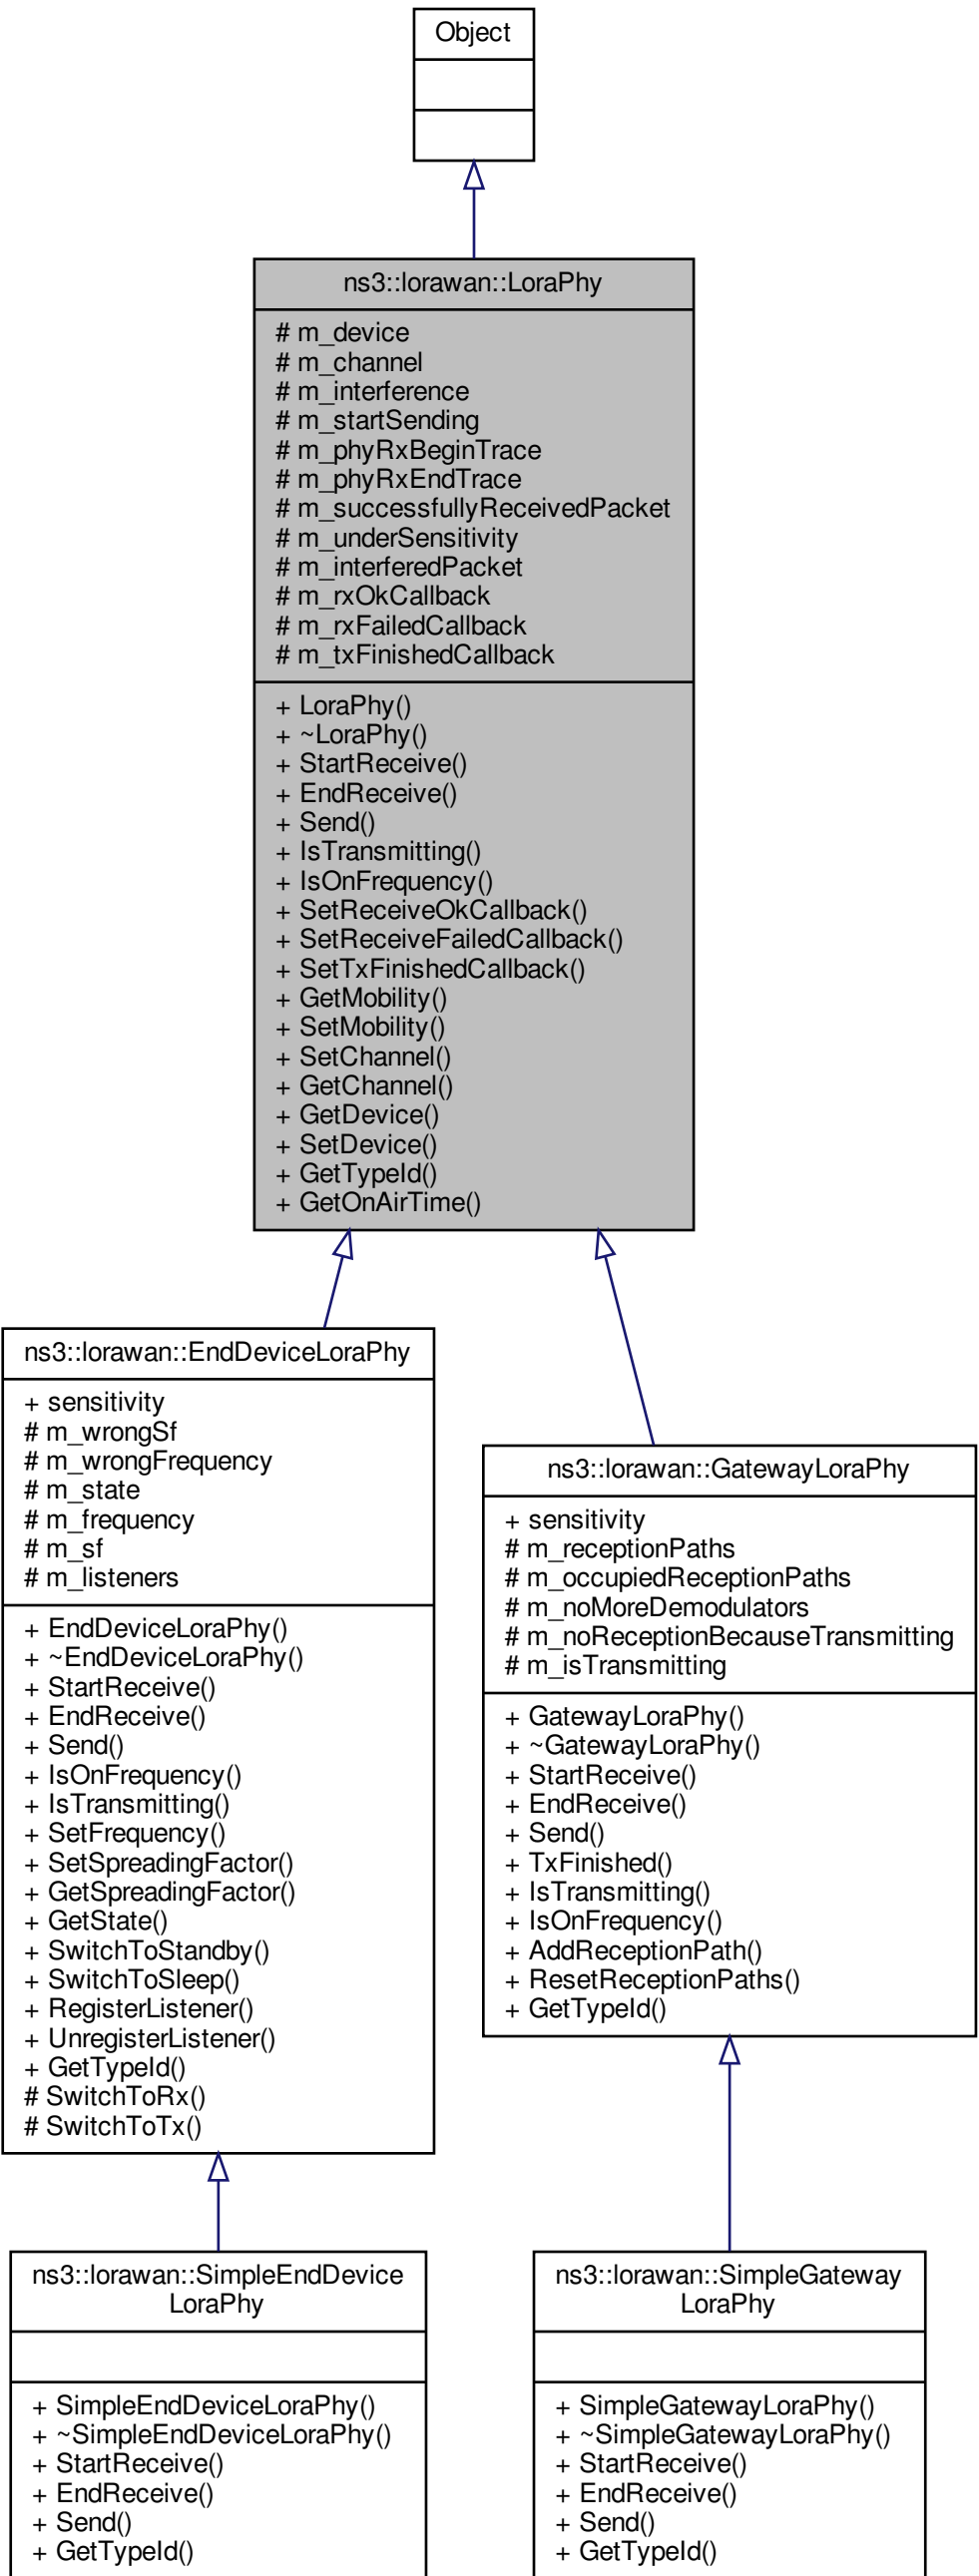 Object
ns3::lorawan::LoraPhy
# m_device
# m_channel
# m_interference
# m_startSending
# m_phyRxBeginTrace
# m_phyRxEndTrace
# m_successfullyReceivedPacket
# m_underSensitivity
# m_interferedPacket
# m_rxOkCallback
# m_rxFailedCallback
# m_txFinishedCallback
+ LoraPhy()
+ ~LoraPhy()
+ StartReceive()
+ EndReceive()
+ Send()
+ IsTransmitting()
+ IsOnFrequency()
+ SetReceiveOkCallback()
+ SetReceiveFailedCallback()
+ SetTxFinishedCallback()
+ GetMobility()
+ SetMobility()
+ SetChannel()
+ GetChannel()
+ GetDevice()
+ SetDevice()
+ GetTypeId()
+ GetOnAirTime()
ns3::lorawan::EndDeviceLoraPhy
+ sensitivity
# m_wrongSf
# m_wrongFrequency
# m_state
# m_frequency
# m_sf
# m_listeners
+ EndDeviceLoraPhy()
+ ~EndDeviceLoraPhy()
+ StartReceive()
+ EndReceive()
+ Send()
+ IsOnFrequency()
+ IsTransmitting()
+ SetFrequency()
+ SetSpreadingFactor()
+ GetSpreadingFactor()
+ GetState()
+ SwitchToStandby()
+ SwitchToSleep()
+ RegisterListener()
+ UnregisterListener()
+ GetTypeId()
# SwitchToRx()
# SwitchToTx()
ns3::lorawan::GatewayLoraPhy
+ sensitivity
# m_receptionPaths
# m_occupiedReceptionPaths
# m_noMoreDemodulators
# m_noReceptionBecauseTransmitting
# m_isTransmitting
+ GatewayLoraPhy()
+ ~GatewayLoraPhy()
+ StartReceive()
+ EndReceive()
+ Send()
+ TxFinished()
+ IsTransmitting()
+ IsOnFrequency()
+ AddReceptionPath()
+ ResetReceptionPaths()
+ GetTypeId()
ns3::lorawan::SimpleEndDevice
LoraPhy
+ SimpleEndDeviceLoraPhy()
+ ~SimpleEndDeviceLoraPhy()
+ StartReceive()
+ EndReceive()
+ Send()
+ GetTypeId()
ns3::lorawan::SimpleGateway
LoraPhy
+ SimpleGatewayLoraPhy()
+ ~SimpleGatewayLoraPhy()
+ StartReceive()
+ EndReceive()
+ Send()
+ GetTypeId()